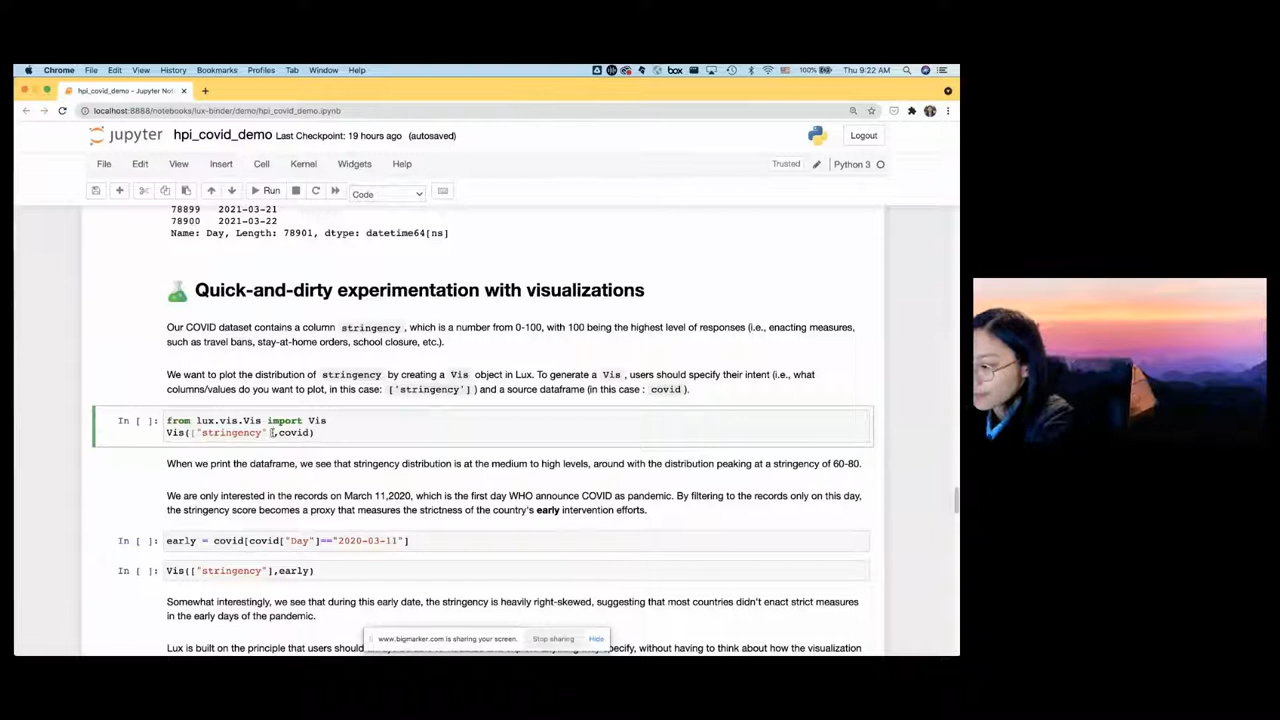 Chrome File Edit View History Bookmarks Profiles Tab Window Help box 100% Thu 9:22 AM
hpi_covid_demo - Jupyter Not
localhost:8888/notebooks/lux-binder/demo/hpi_covid_demo.ipynb
jupyter hpi_covid_demo Last Checkpoint: 19 hours ago (autosaved) Logout
File Edit View Insert Cell Kernel Widgets Help Trusted Python 3
Run Code
78899 2021-03-21
78900 2021-03-22
Name: Day, Length: 78901, dtype: datetime64[ns]
Quick-and-dirty experimentation with visualizations
Our COVID dataset contains a column stringency, which is a number from 0-100, with 100 being the highest level of responses (i.e., enacting measures,
such as travel bans, stay-at-home orders, school closure, etc.).
We want to plot the distribution of stringency by creating a Vis object in Lux. To generate a Vis, users should specify their intent (i.e., what
columns/values do you want to plot, in this case: ['stringency']) and a source dataframe (in this case : covid).
In [ ]: from lux.vis.Vis import Vis
Vis(["stringency"],covid)
When we print the dataframe, we see that stringency distribution is at the medium to high levels, around with the distribution peaking at a stringency of 60-80.
We are only interested in the records on March 11,2020, which is the first day WHO announce COVID as pandemic. By filtering to the records only on this day,
the stringency score becomes a proxy that measures the strictness of the country's early intervention efforts.
In [ ]: early = covid[covid["Day"]=="2020-03-11"]
In [ ]: Vis(["stringency"],early)
Somewhat interestingly, we see that during this early date, the stringency is heavily right-skewed, suggesting that most countries didn't enact strict measures
in the early days of the pandemic.
www.bigmarker.com is sharing your screen. Stop sharing Hide
Lux is built on the principle that users should specify, without having to think about how the visualization